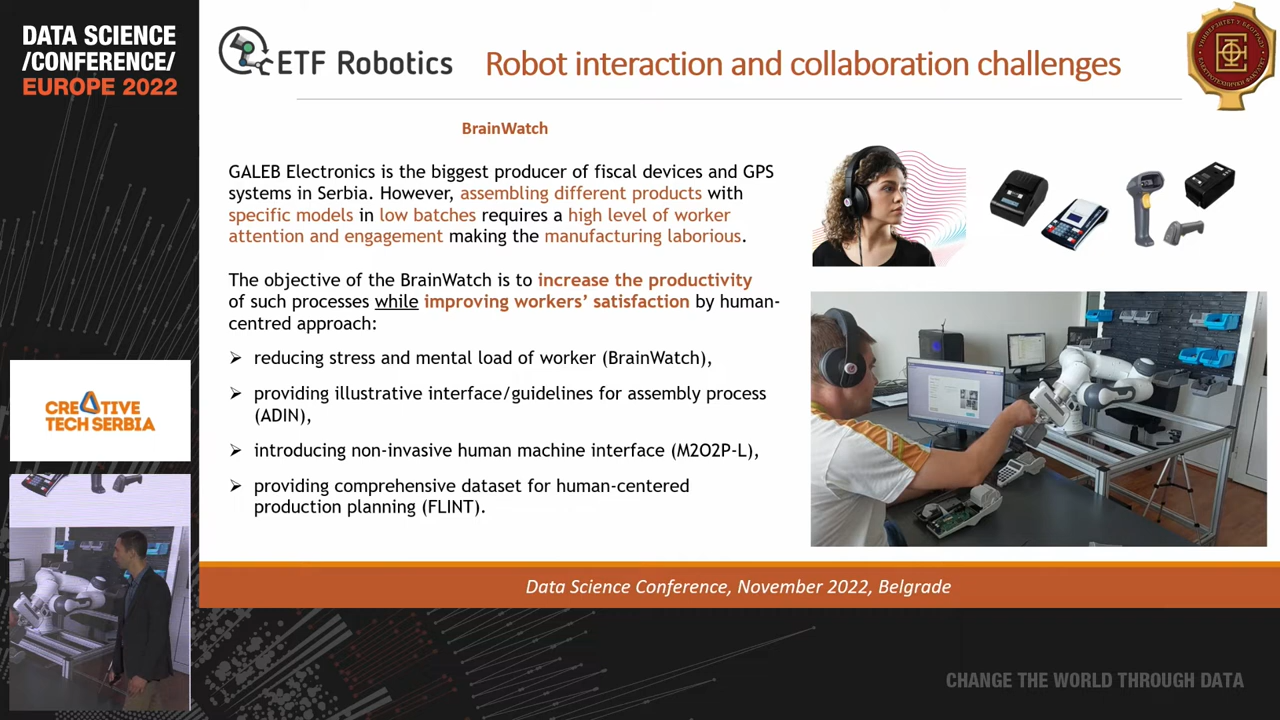 DATA SCIENCE
/CONFERENCE/
EUROPE 2022
ETF Robotics
Robot interaction and collaboration challenges
BrainWatch
GALEB Electronics is the biggest producer of fiscal devices and GPS
systems in Serbia. However, assembling different products with
specific models in low batches requires a high level of worker
attention and engagement making the manufacturing laborious.
The objective of the BrainWatch is to increase the productivity
of such processes while improving workers’ satisfaction by human-
centred approach:
➢ reducing stress and mental load of worker (BrainWatch),
➢ providing illustrative interface/guidelines for assembly process
(ADIN),
➢ introducing non-invasive human machine interface (M2O2P-L),
➢ providing comprehensive dataset for human-centered
production planning (FLINT).
CREATIVE
TECH SERBIA
Data Science Conference, November 2022, Belgrade
CHANGE THE WORLD THROUGH DATA